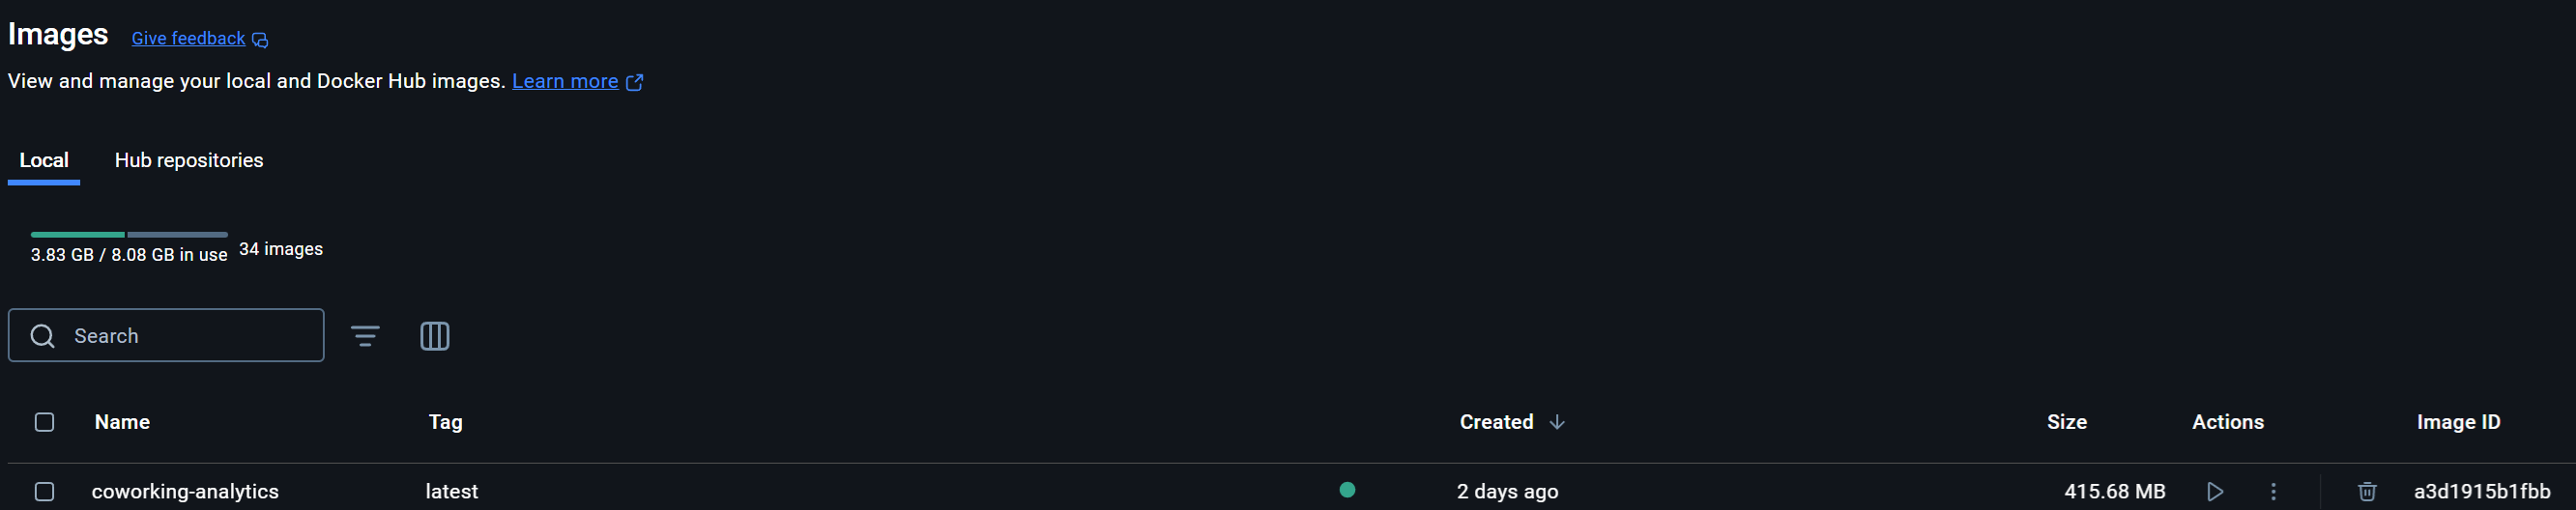 Images Give feedback
View and manage your local and Docker Hub images. Learn more
Local Hub repositories
3.83 GB / 8.08 GB in use 34 images
Search
Name Tag Created Size Actions Image ID
coworking-analytics latest 2 days ago 415.68 MB a3d1915b1fbb